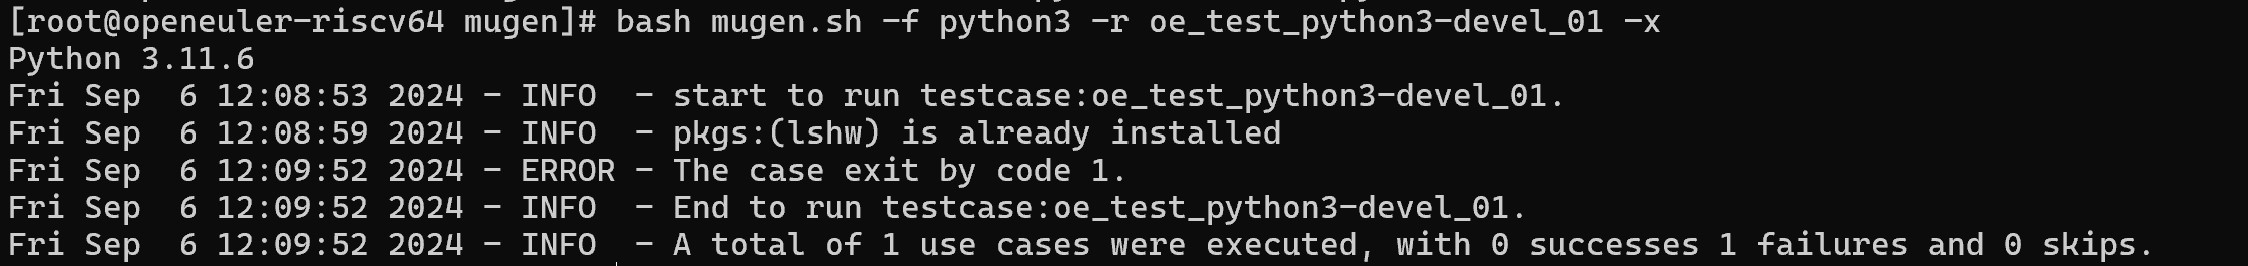 [root@openeuler-riscv64 mugen]# bash mugen.sh -f python3 -r oe_test_python3-devel_01 -x
Python 3.11.6
Fri Sep  6 12:08:53 2024 - INFO  - start to run testcase:oe_test_python3-devel_01.
Fri Sep  6 12:08:59 2024 - INFO  - pkgs:(lshw) is already installed
Fri Sep  6 12:09:52 2024 - ERROR - The case exit by code 1.
Fri Sep  6 12:09:52 2024 - INFO  - End to run testcase:oe_test_python3-devel_01.
Fri Sep  6 12:09:52 2024 - INFO  - A total of 1 use cases were executed, with 0 successes 1 failures and 0 skips.